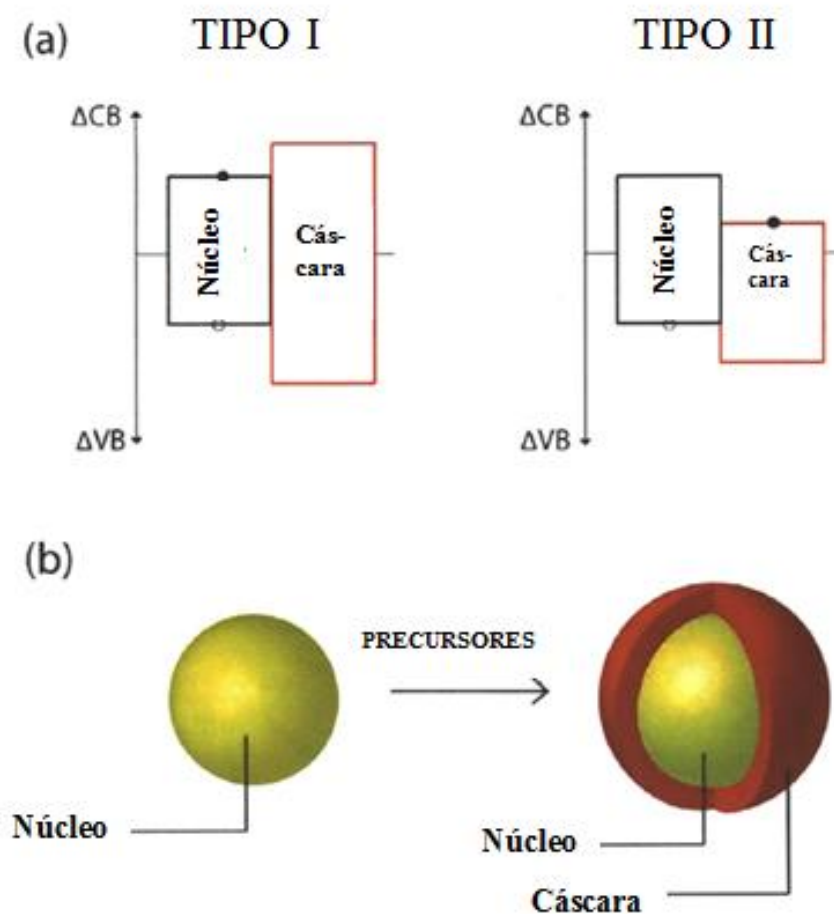 (a)
TIPO I
TIPO II
ΔCB
ΔCB
Núcleo
Cás-
cara
Núcleo
Cás-
cara
ΔVB
ΔVB
(b)
PRECURSORES
Núcleo
Núcleo
Cáscara